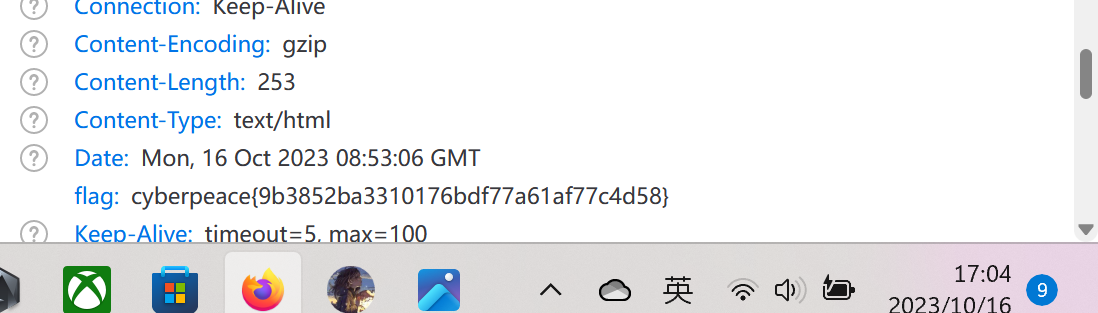 Connection: Keep-Alive
Content-Encoding: gzip
Content-Length: 253
Content-Type: text/html
Date: Mon, 16 Oct 2023 08:53:06 GMT
flag: cyberpeace{9b3852ba3310176bdf77a61af77c4d58}
Keep-Alive: timeout=5, max=100
英
17:04
2023/10/16
9